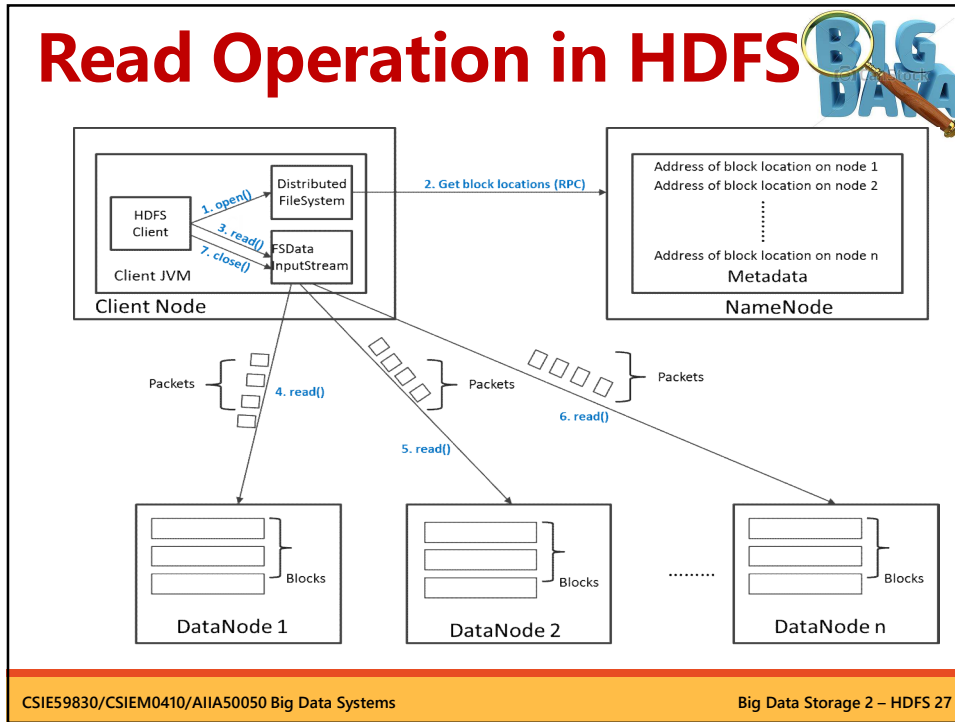 Read Operation in HDFS
BIG
DATA
Distributed
FileSystem
HDFS
Client
1. open()
3. read()
7. close()
FSData
InputStream
Client JVM
Client Node
2. Get block locations (RPC)
Address of block location on node 1
Address of block location on node 2
Address of block location on node n
Metadata
NameNode
Packets
4. read()
Packets
5. read()
Packets
6. read()
Blocks
DataNode 1
Blocks
DataNode 2
.........
Blocks
DataNode n
CSIE59830/CSIEM0410/AIIA50050 Big Data Systems
Big Data Storage 2 – HDFS 27